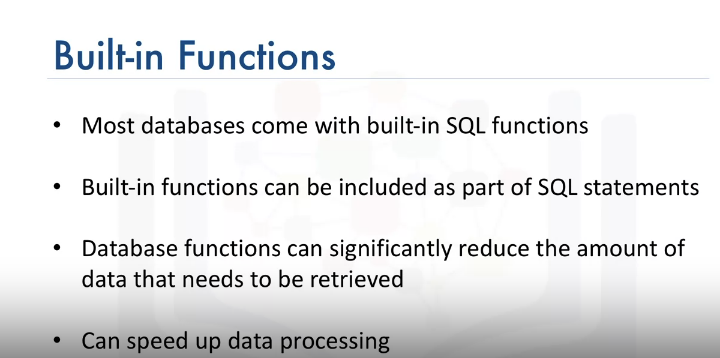 Built-in Functions
• Most databases come with built-in SQL functions
• Built-in functions can be included as part of SQL statements
• Database functions can significantly reduce the amount of
data that needs to be retrieved
• Can speed up data processing